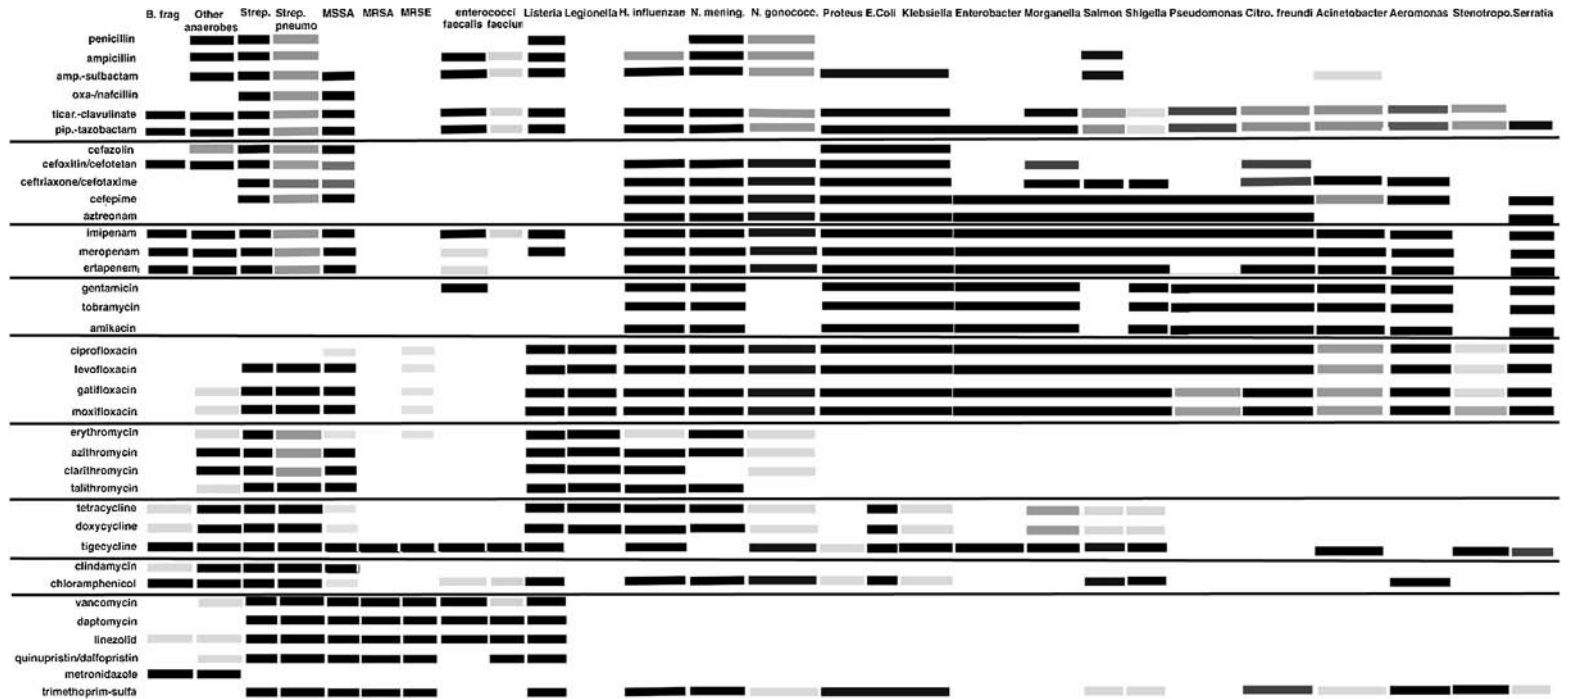 B. frag Other anaerobes Strep. Strep. pneumo MSSA MRSA MRSE enterococci faecalis faecium Listeria Legionella H. influenzae N. mening. N. gonococc. Proteus E.Coli Klebsiella Enterobacter Morganella Salmon Shigella Pseudomonas Citro. freundi Acinetobacter Aeromonas Stenotropo. Serratia
penicillin
ampicillin
amp.-sulbactam
oxa-/nafcillin
ticar.-clavulinate
pip.-tazobactam
cefazolin
cefoxitin/cefotetan
ceftriaxone/cefotaxime
cefepime
aztreonam
imipenam
meropenam
ertapenem
gentamicin
tobramycin
amikacin
ciprofloxacin
levofloxacin
gatifloxacin
moxifloxacin
erythromycin
azithromycin
clarithromycin
talithromycin
tetracycline
doxycycline
tigecycline
clindamycin
chloramphenicol
vancomycin
daptomycin
linezolid
quinupristin/dalfopristin
metronidazole
trimethoprim-sulfa